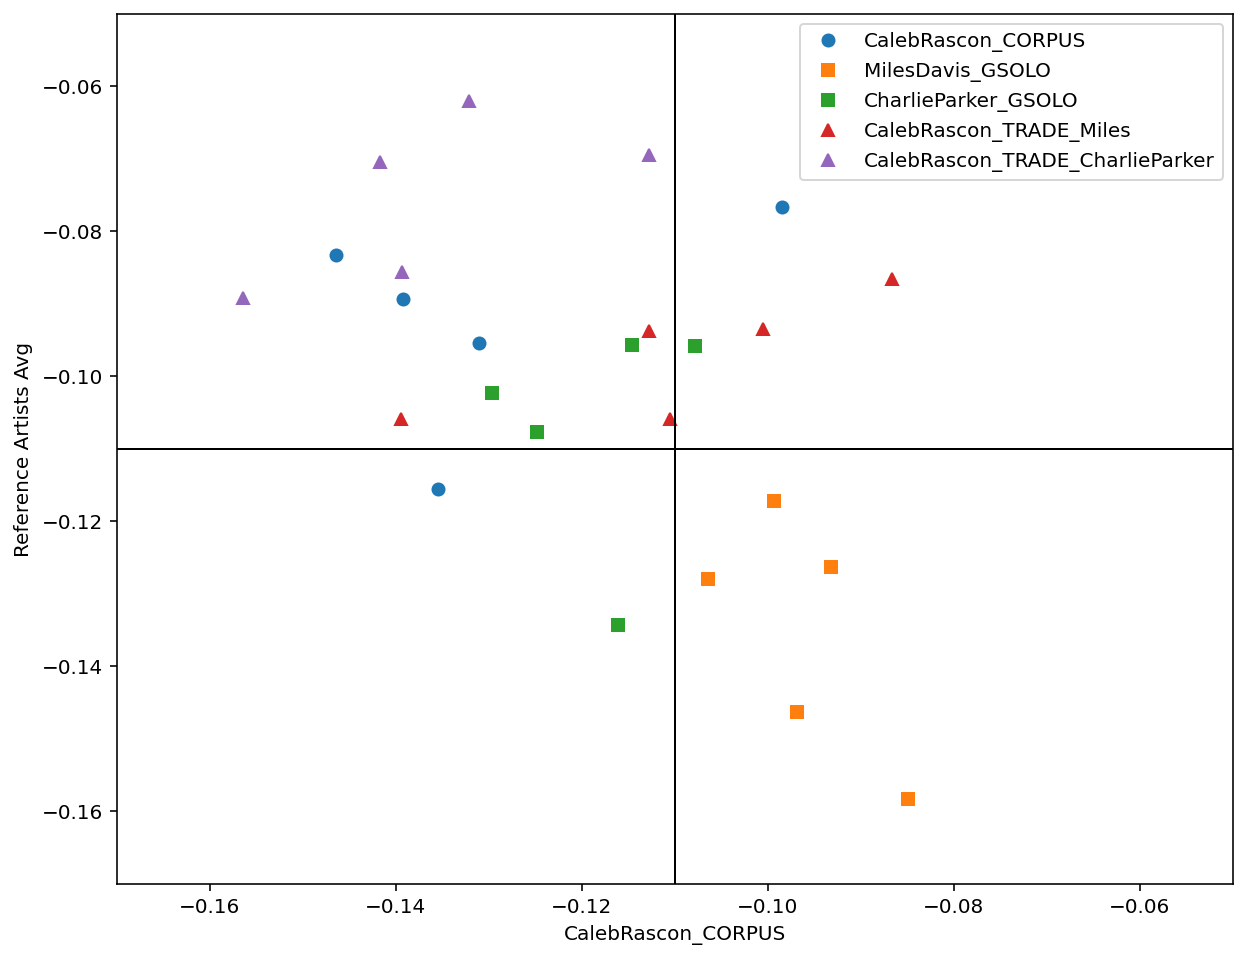 CalebRascon_CORPUS
MilesDavis_GSOLO
CharlieParker_GSOLO
CalebRascon_TRADE_Miles
CalebRascon_TRADE_CharlieParker
Reference Artists Avg
−0.06
−0.08
−0.10
−0.12
−0.14
−0.16
−0.16 −0.14 −0.12 −0.10 −0.08 −0.06
CalebRascon_CORPUS